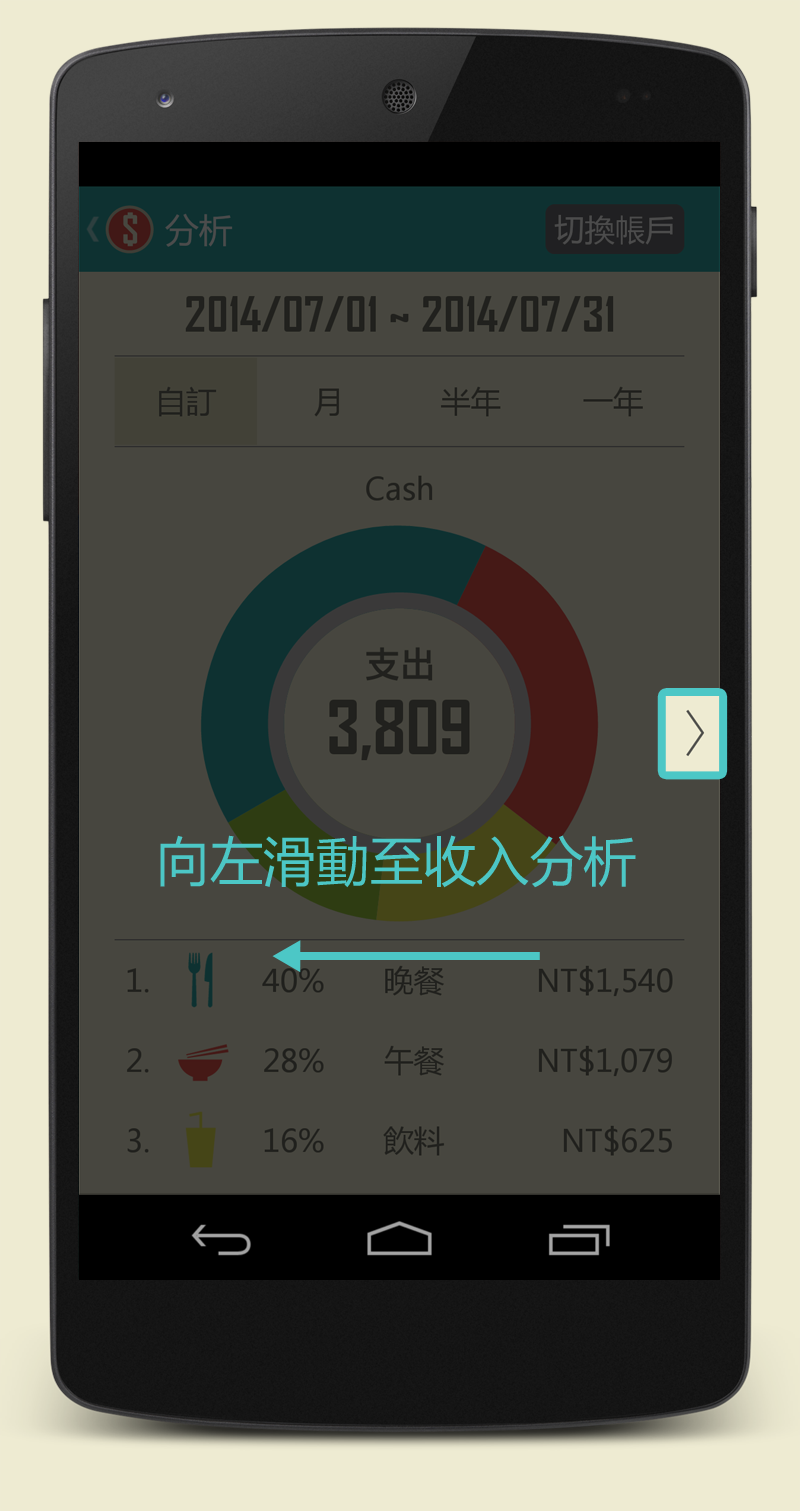 分析 切換帳戶
2014/07/01 ~ 2014/07/31
自訂 月 半年 一年
Cash
支出
3,809
向左滑動至收入分析
1. 40% 晚餐 NT$1,540
2. 28% 午餐 NT$1,079
3. 16% 飲料 NT$625